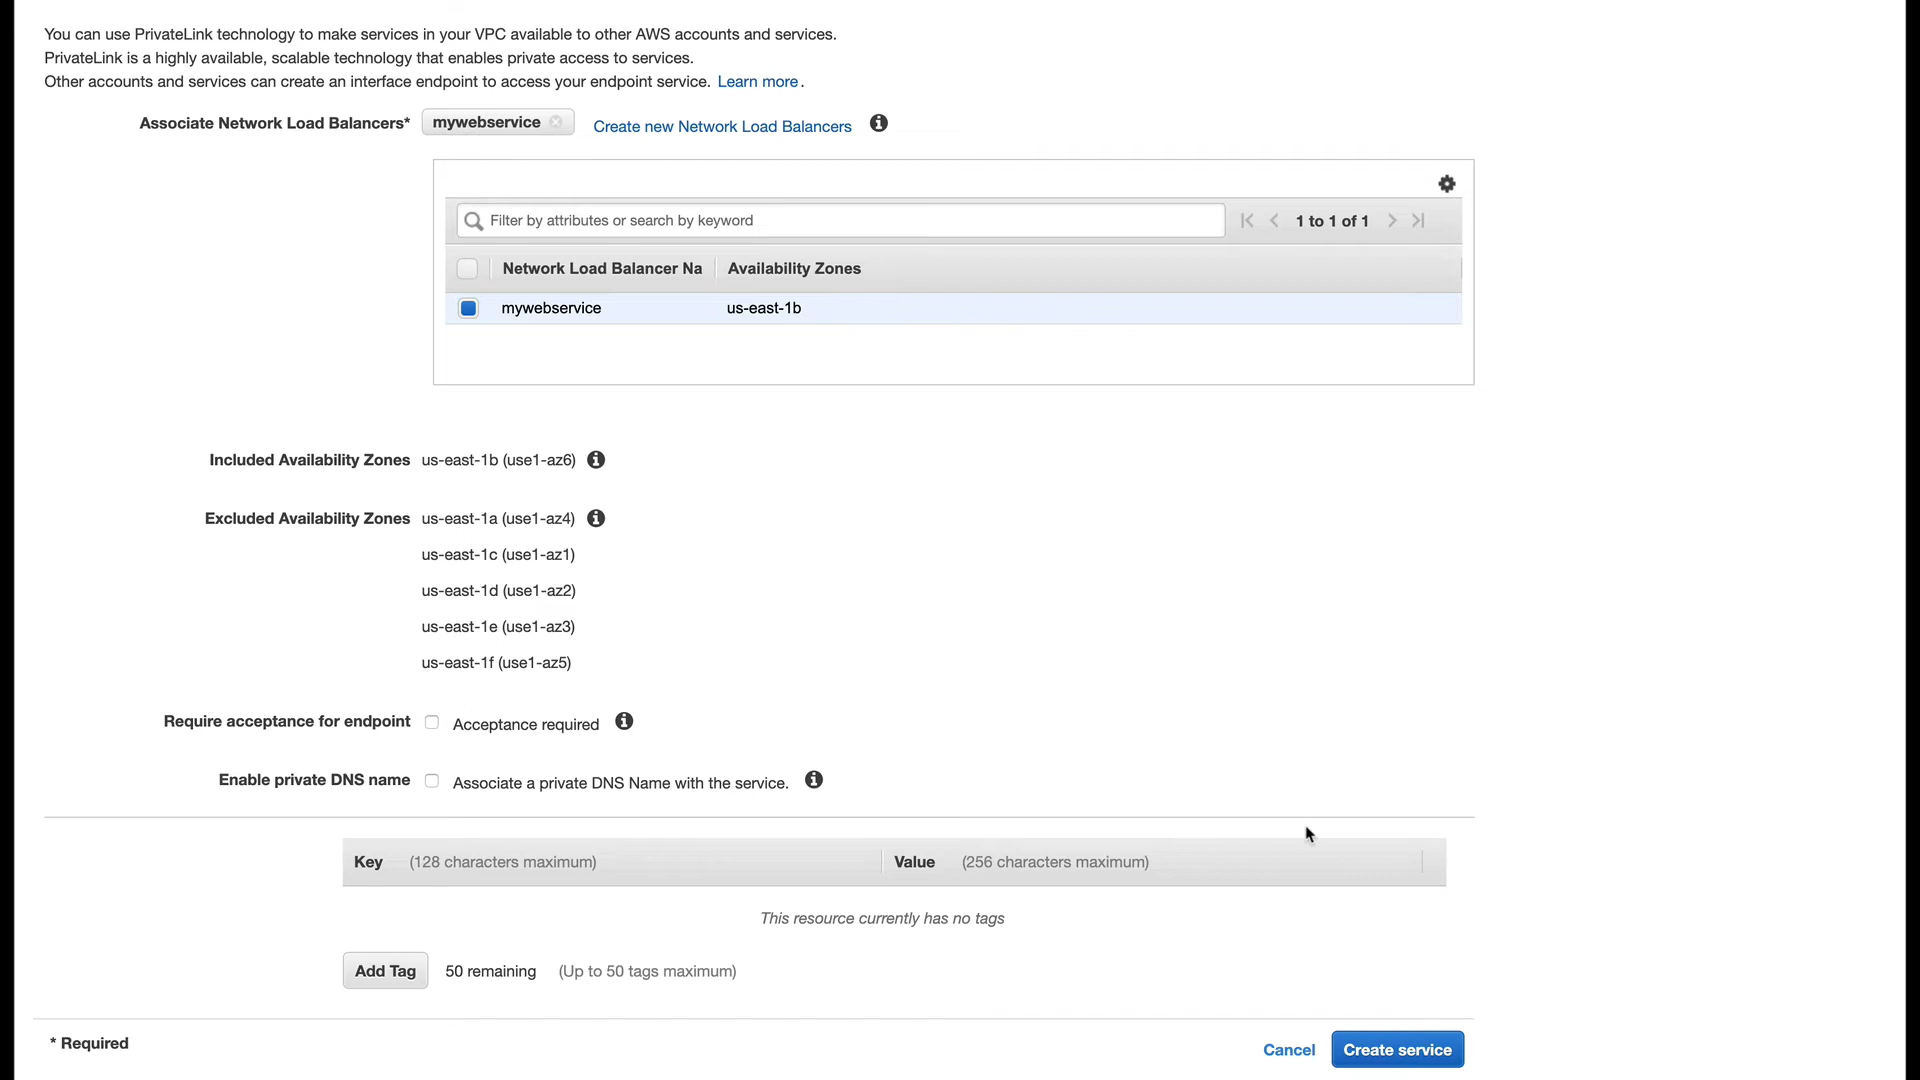 You can use PrivateLink technology to make services in your VPC available to other AWS accounts and services.
PrivateLink is a highly available, scalable technology that enables private access to services.
Other accounts and services can create an interface endpoint to access your endpoint service. Learn more.
Associate Network Load Balancers* mywebservice Create new Network Load Balancers
Filter by attributes or search by keyword 1 to 1 of 1
Network Load Balancer Na Availability Zones
mywebservice us-east-1b
Included Availability Zones us-east-1b (use1-az6)
Excluded Availability Zones us-east-1a (use1-az4)
us-east-1c (use1-az1)
us-east-1d (use1-az2)
us-east-1e (use1-az3)
us-east-1f (use1-az5)
Require acceptance for endpoint Acceptance required
Enable private DNS name Associate a private DNS Name with the service.
Key (128 characters maximum) Value (256 characters maximum)
This resource currently has no tags
Add Tag 50 remaining (Up to 50 tags maximum)
* Required Cancel Create service